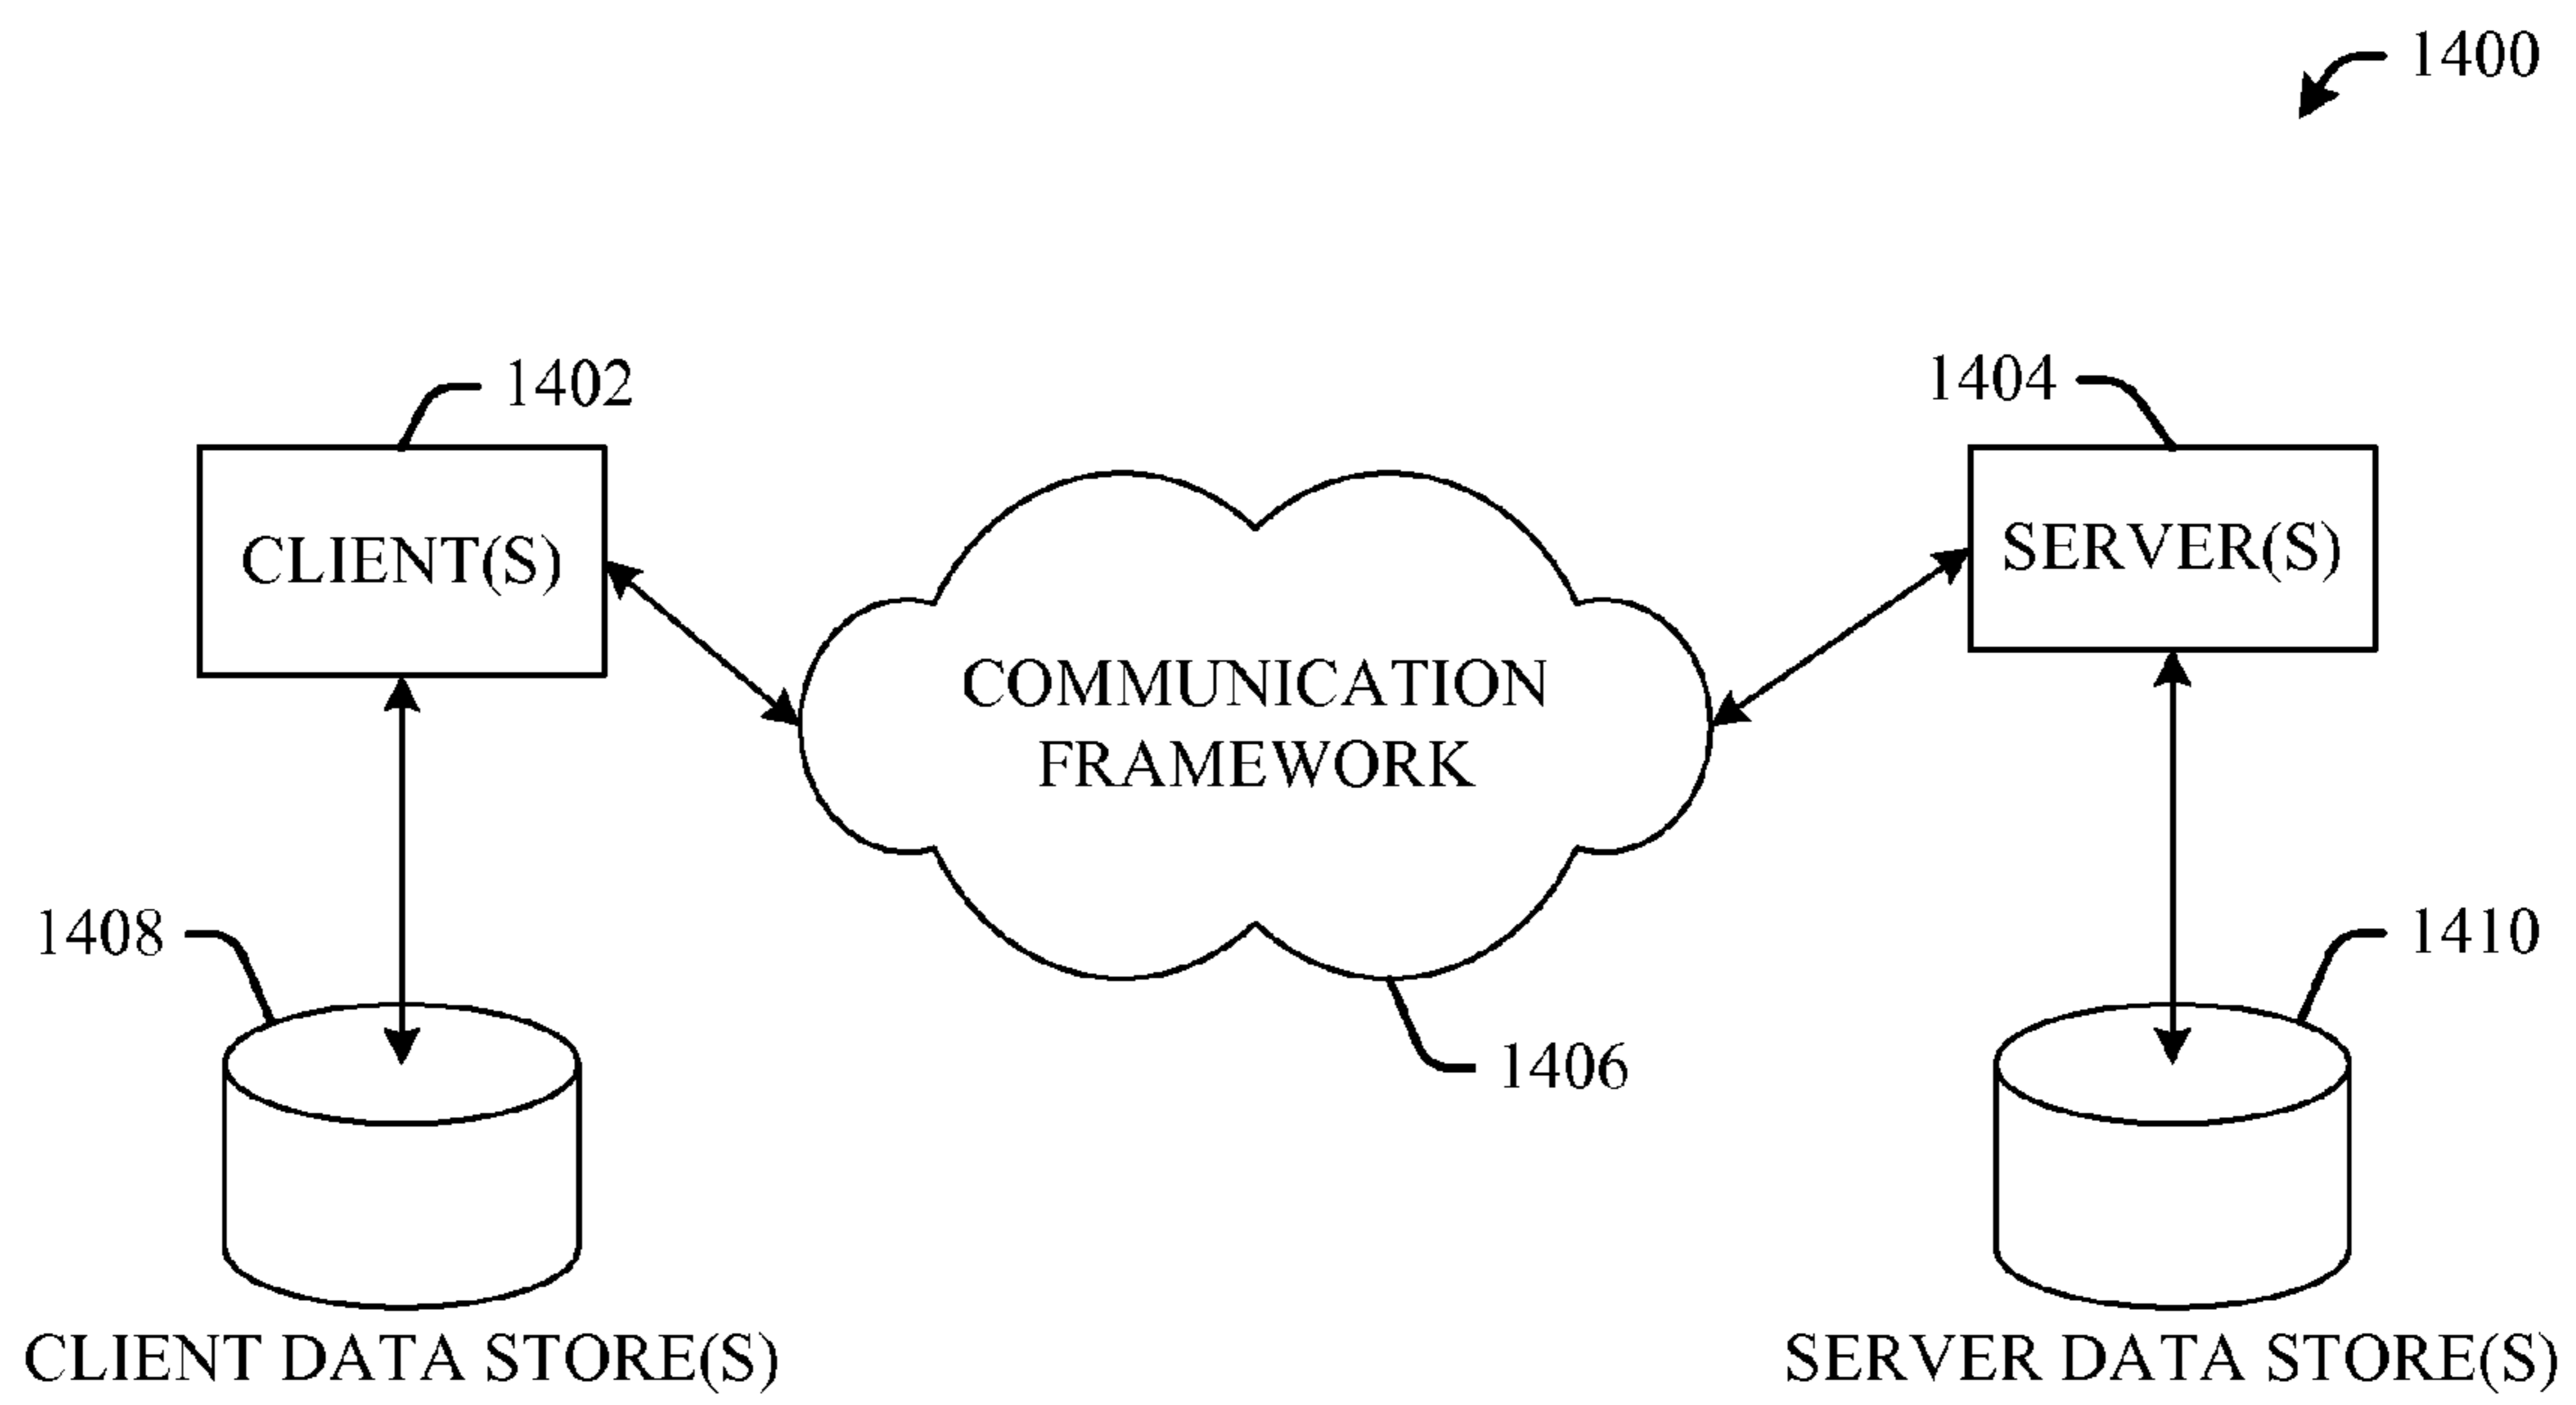 1400
1402
1404
CLIENT(S)
SERVER(S)
COMMUNICATION
FRAMEWORK
1408
1410
1406
CLIENT DATA STORE(S)
SERVER DATA STORE(S)